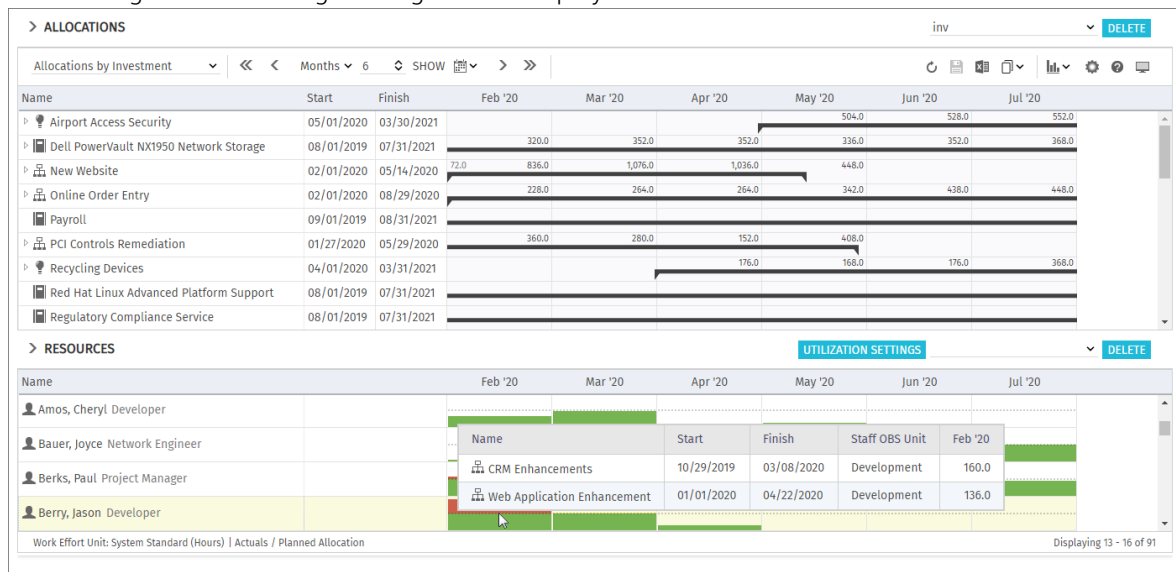 > ALLOCATIONS inv DELETE
Allocations by Investment Months 6 SHOW
Name Start Finish Feb '20 Mar '20 Apr '20 May '20 Jun '20 Jul '20
Airport Access Security 05/01/2020 03/30/2021 504.0 528.0 552.0
Dell PowerVault NX1950 Network Storage 08/01/2019 07/31/2021 320.0 352.0 352.0 336.0 352.0 368.0
New Website 02/01/2020 05/14/2020 72.0 836.0 1,076.0 1,036.0 448.0
Online Order Entry 02/01/2020 08/29/2020 228.0 264.0 264.0 342.0 438.0 448.0
Payroll 09/01/2019 08/31/2021
PCI Controls Remediation 01/27/2020 05/29/2020 360.0 280.0 152.0 408.0
Recycling Devices 04/01/2020 03/31/2021 176.0 168.0 176.0 368.0
Red Hat Linux Advanced Platform Support 08/01/2019 07/31/2021
Regulatory Compliance Service 08/01/2019 07/31/2021
> RESOURCES UTILIZATION SETTINGS DELETE
Name Feb '20 Mar '20 Apr '20 May '20 Jun '20 Jul '20
Amos, Cheryl Developer
Bauer, Joyce Network Engineer
Berks, Paul Project Manager
Berry, Jason Developer
Name Start Finish Staff OBS Unit Feb '20
CRM Enhancements 10/29/2019 03/08/2020 Development 160.0
Web Application Enhancement 01/01/2020 04/22/2020 Development 136.0
Work Effort Unit: System Standard (Hours) | Actuals / Planned Allocation Displaying 13 - 16 of 91